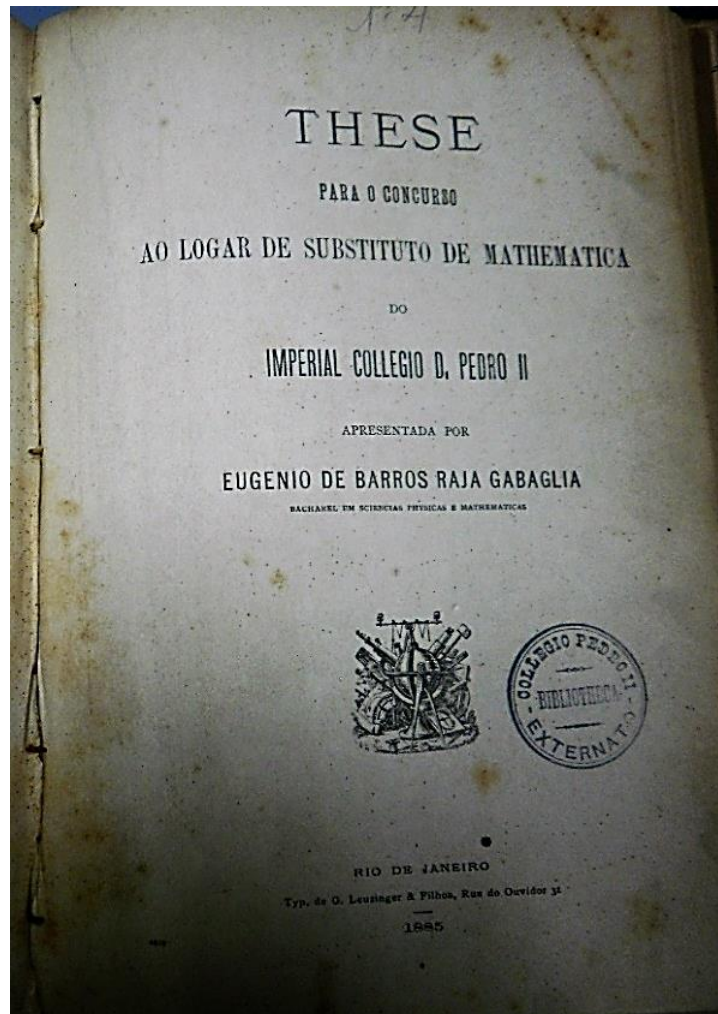 THESE
PARA O CONCURSO
AO LOGAR DE SUBSTITUTO DE MATHEMATICA
DO
IMPERIAL COLLEGIO D. PEDRO II
APRESENTADA POR
EUGENIO DE BARROS RAJA GABAGLIA
BACHAREL EM SCIENCIAS PHYSICAS E MATHEMATICAS
COLLEGIO PEDRO II
BIBLIOTHECA
EXTERNATO
RIO DE JANEIRO
Typ. de G. Leuzinger & Filhos, Rua do Ouvidor 31
1885